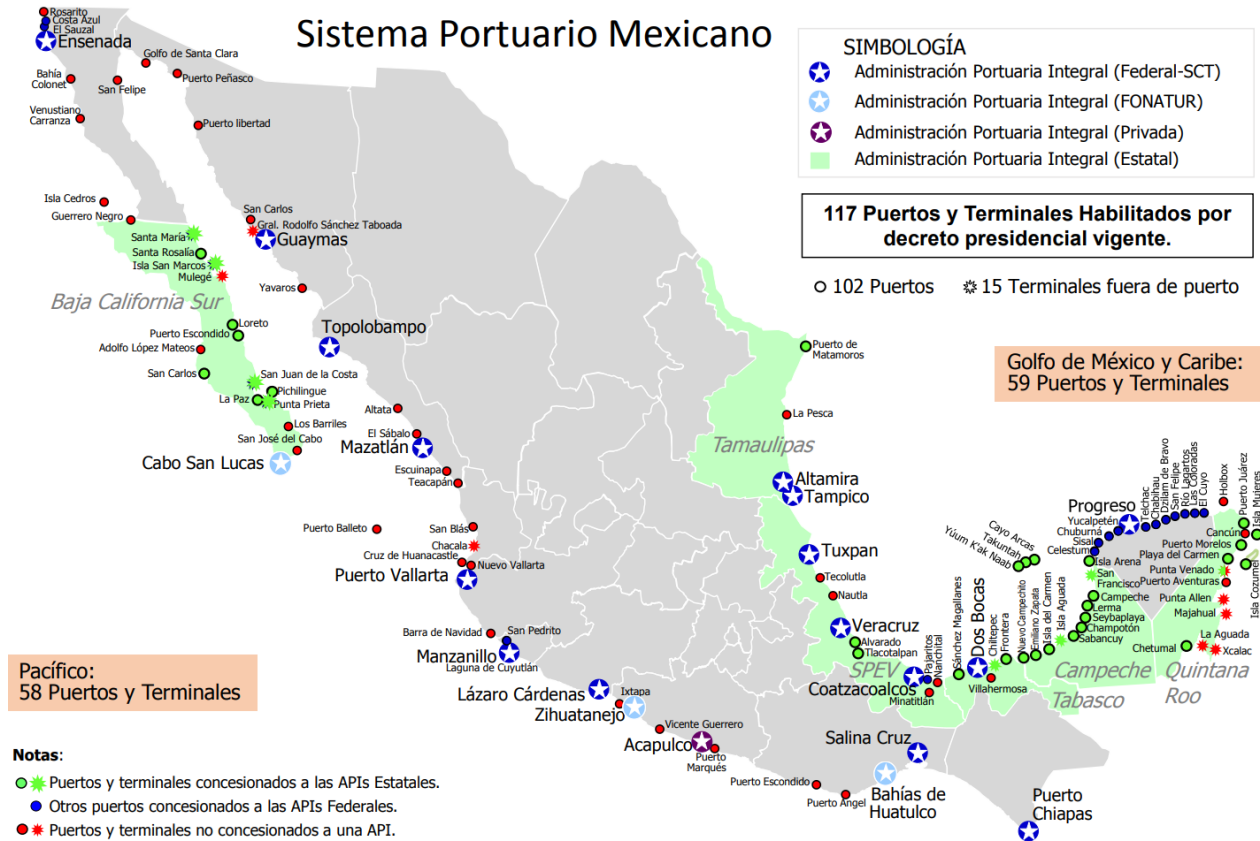 Sistema Portuario Mexicano
SIMBOLOGÍA
Administración Portuaria Integral (Federal-SCT)
Administración Portuaria Integral (FONATUR)
Administración Portuaria Integral (Privada)
Administración Portuaria Integral (Estatal)
117 Puertos y Terminales Habilitados por
decreto presidencial vigente.
102 Puertos
15 Terminales fuera de puerto
Golfo de México y Caribe:
59 Puertos y Terminales
Rosarito
Costa Azul
El Sauzal
Ensenada
Bahía
Colonet
San Felipe
Golfo de Santa Clara
Puerto Peñasco
Venustiano
Carranza
Puerto libertad
Isla Cedros
Guerrero Negro
San Carlos
Gral. Rodolfo Sánchez Taboada
Guaymas
Santa María
Santa Rosalía
Isla San Marcos
Mulegé
Baja California Sur
Yavaros
Topolobampo
Loreto
Puerto Escondido
Adolfo López Mateos
San Carlos
San Juan de la Costa
Pichilingue
La Paz
Punta Prieta
Los Barriles
San José del Cabo
Cabo San Lucas
Altata
El Sábalo
Mazatlán
Escuinapa
Teacapán
Puerto Balleto
San Blás
Chacala
Cruz de Huanacastle
Nuevo Vallarta
Puerto Vallarta
Barra de Navidad
San Pedrito
Manzanillo
Laguna de Cuyutlán
Lázaro Cárdenas
Ixtapa
Zihuatanejo
Vicente Guerrero
Acapulco
Puerto
Marqués
Puerto Escondido
Puerto Angel
Salina Cruz
Bahías de
Huatulco
Puerto
Chiapas
Puerto de
Matamoros
La Pesca
Tamaulipas
Altamira
Tampico
Tuxpan
Tecolutla
Nautla
Veracruz
Alvarado
Tlacotalpan
SPEV
Coatzacoalcos
Pajaritos
Nanchital
Minatitlán
Sánchez Magallanes
Dos Bocas
Chiltepec
Frontera
Villahermosa
Tabasco
Nuevo Campechito
Emiliano Zapata
Isla del Carmen
Isla Aguada
Yúum K'ak Naab
Takuntah
Cayo Arcas
Sabancuy
Champotón
Seybaplaya
Lerma
Campeche
San
Francisco
Isla Arena
Campeche
Celestum
Sisal
Chuburná
Yucalpetén
Progreso
Telchac
Chabihau
Dzilam de Bravo
San Felipe
Río Lagartos
Las Coloradas
El Cuyo
Holbox
Puerto Juárez
Isla Mujeres
Cancún
Puerto Morelos
Playa del Carmen
Isla Cozumel
Punta Venado
Puerto Aventuras
Punta Allen
Majahual
La Aguada
Xcalac
Chetumal
Quintana
Roo
Pacífico:
58 Puertos y Terminales
Notas:
Puertos y terminales concesionados a las APIs Estatales.
Otros puertos concesionados a las APIs Federales.
Puertos y terminales no concesionados a una API.